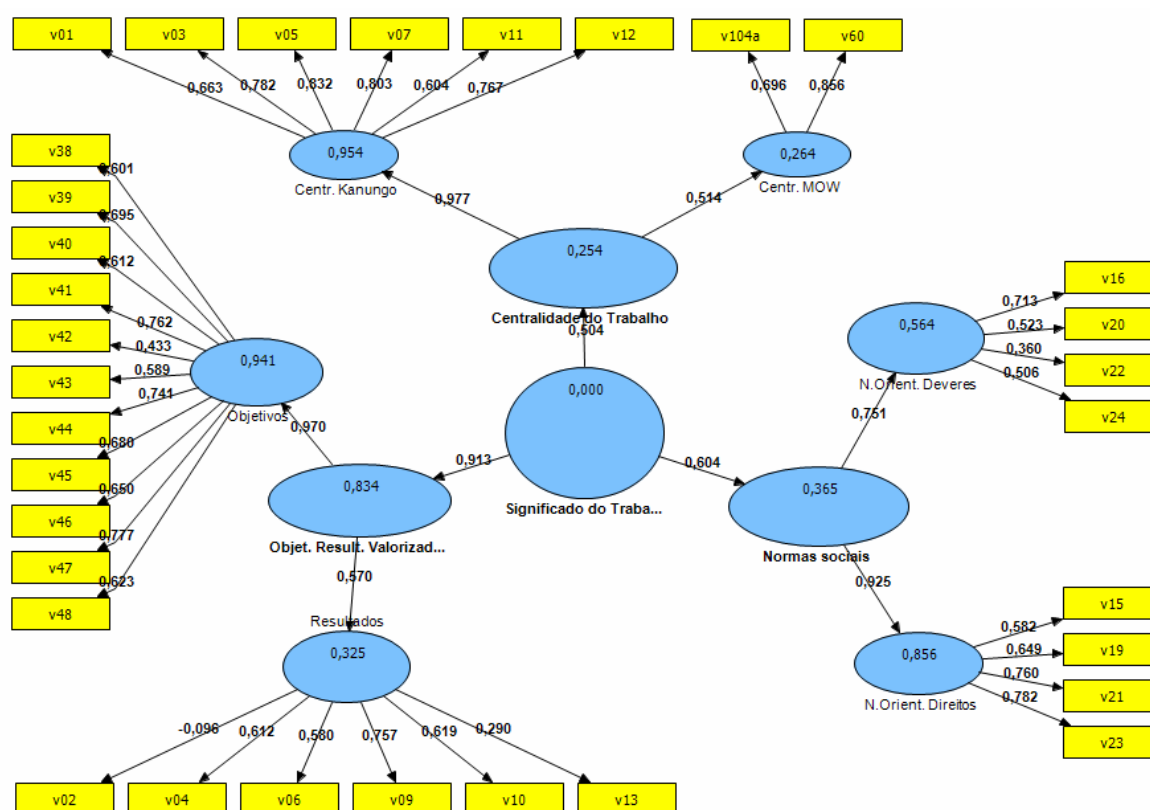 v01
v03
v05
v07
v11
v12
v104a
v60
0,663
0,782
0,832
0,803
0,604
0,767
0,696
0,856
0,954
Centr. Kanungo
0,264
Centr. MOW
0,977
0,514
0,254
Centralidade do Trabalho
0,504
v38
v39
v40
v41
v42
v43
v44
v45
v46
v47
v48
0,601
0,695
0,612
0,762
0,433
0,589
0,741
0,680
0,650
0,777
0,623
0,941
Objetivos
0,970
0,000
Significado do Traba...
0,913
0,604
0,834
Objet. Result. Valorizad...
0,570
Resultados
0,325
-0,096
0,612
0,580
0,757
0,619
0,290
v02
v04
v06
v09
v10
v13
0,564
N.Orient. Deveres
0,713
0,523
0,360
0,506
v16
v20
v22
v24
0,751
0,365
Normas sociais
0,925
0,856
N.Orient. Direitos
0,582
0,649
0,760
0,782
v15
v19
v21
v23